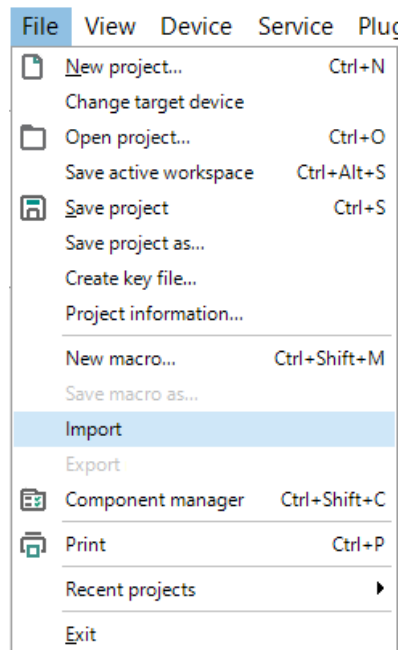 File View Device Service Plug
New project... Ctrl+N
Change target device
Open project... Ctrl+O
Save active workspace Ctrl+Alt+S
Save project Ctrl+S
Save project as...
Create key file...
Project information...
New macro... Ctrl+Shift+M
Save macro as...
Import
Export
Component manager Ctrl+Shift+C
Print Ctrl+P
Recent projects
Exit